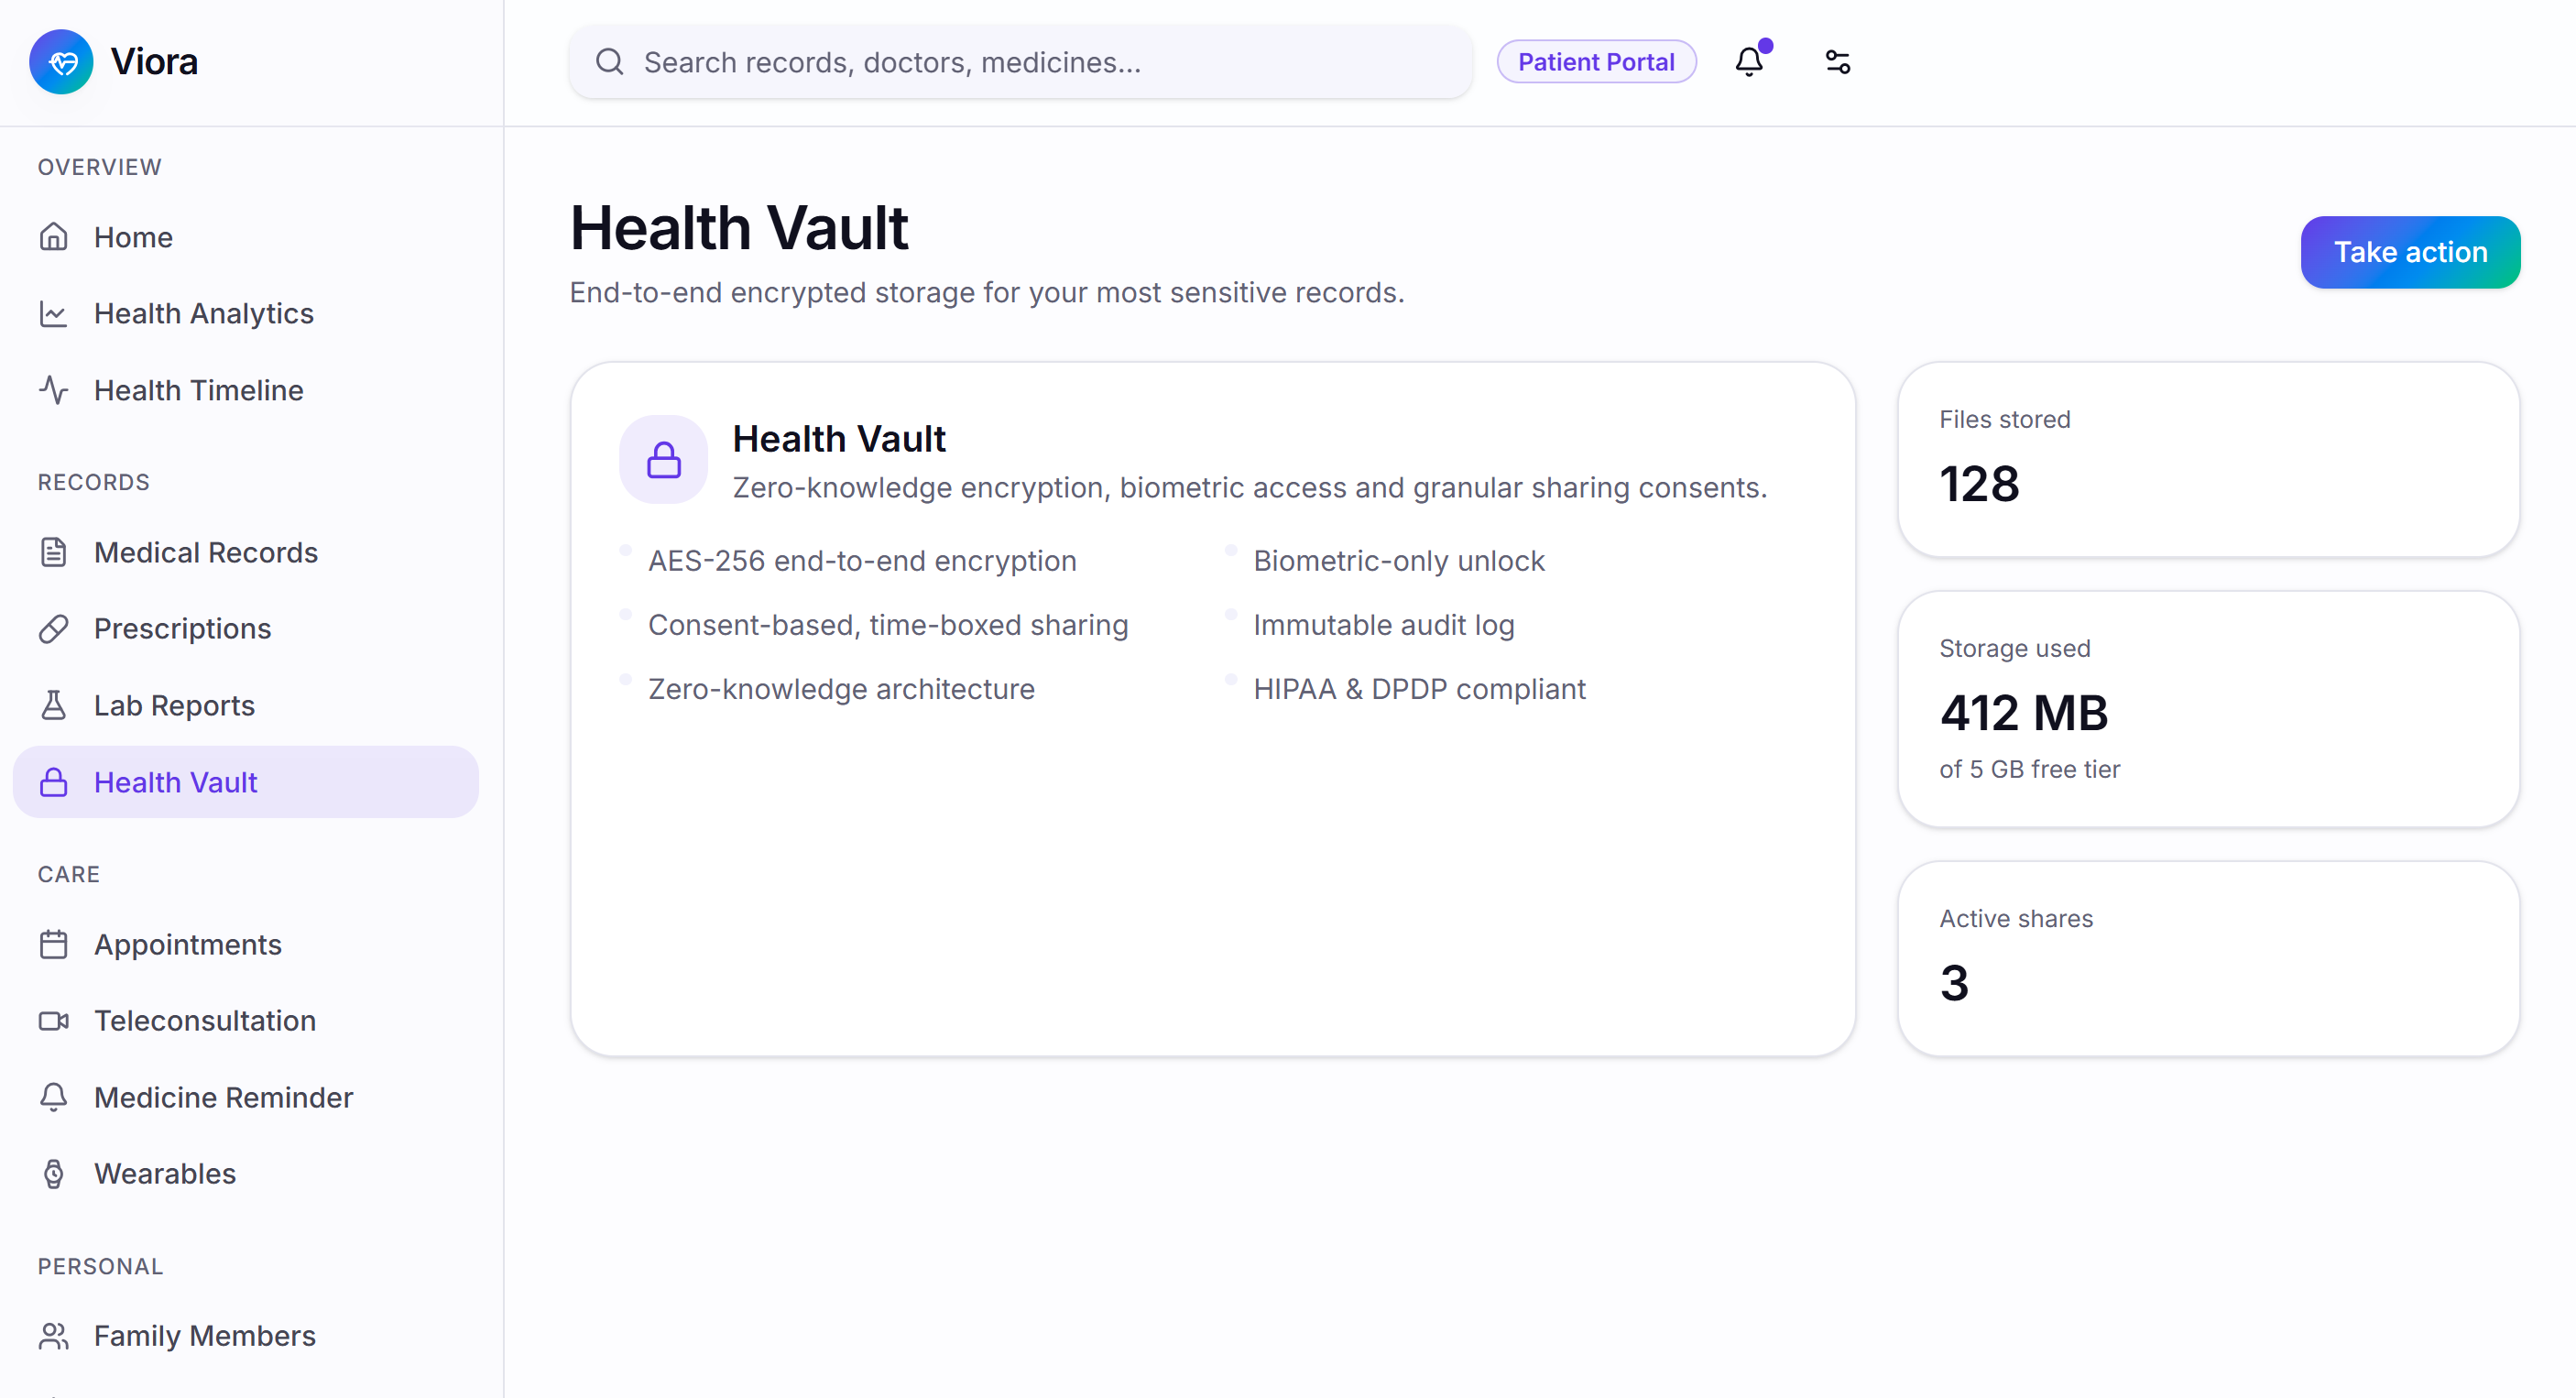 Viora
Search records, doctors, medicines...
Patient Portal
OVERVIEW
Home
Health Analytics
Health Timeline
RECORDS
Medical Records
Prescriptions
Lab Reports
Health Vault
CARE
Appointments
Teleconsultation
Medicine Reminder
Wearables
PERSONAL
Family Members
Health Vault
End-to-end encrypted storage for your most sensitive records.
Take action
Health Vault
Zero-knowledge encryption, biometric access and granular sharing consents.
AES-256 end-to-end encryption
Biometric-only unlock
Consent-based, time-boxed sharing
Immutable audit log
Zero-knowledge architecture
HIPAA & DPDP compliant
Files stored
128
Storage used
412 MB
of 5 GB free tier
Active shares
3